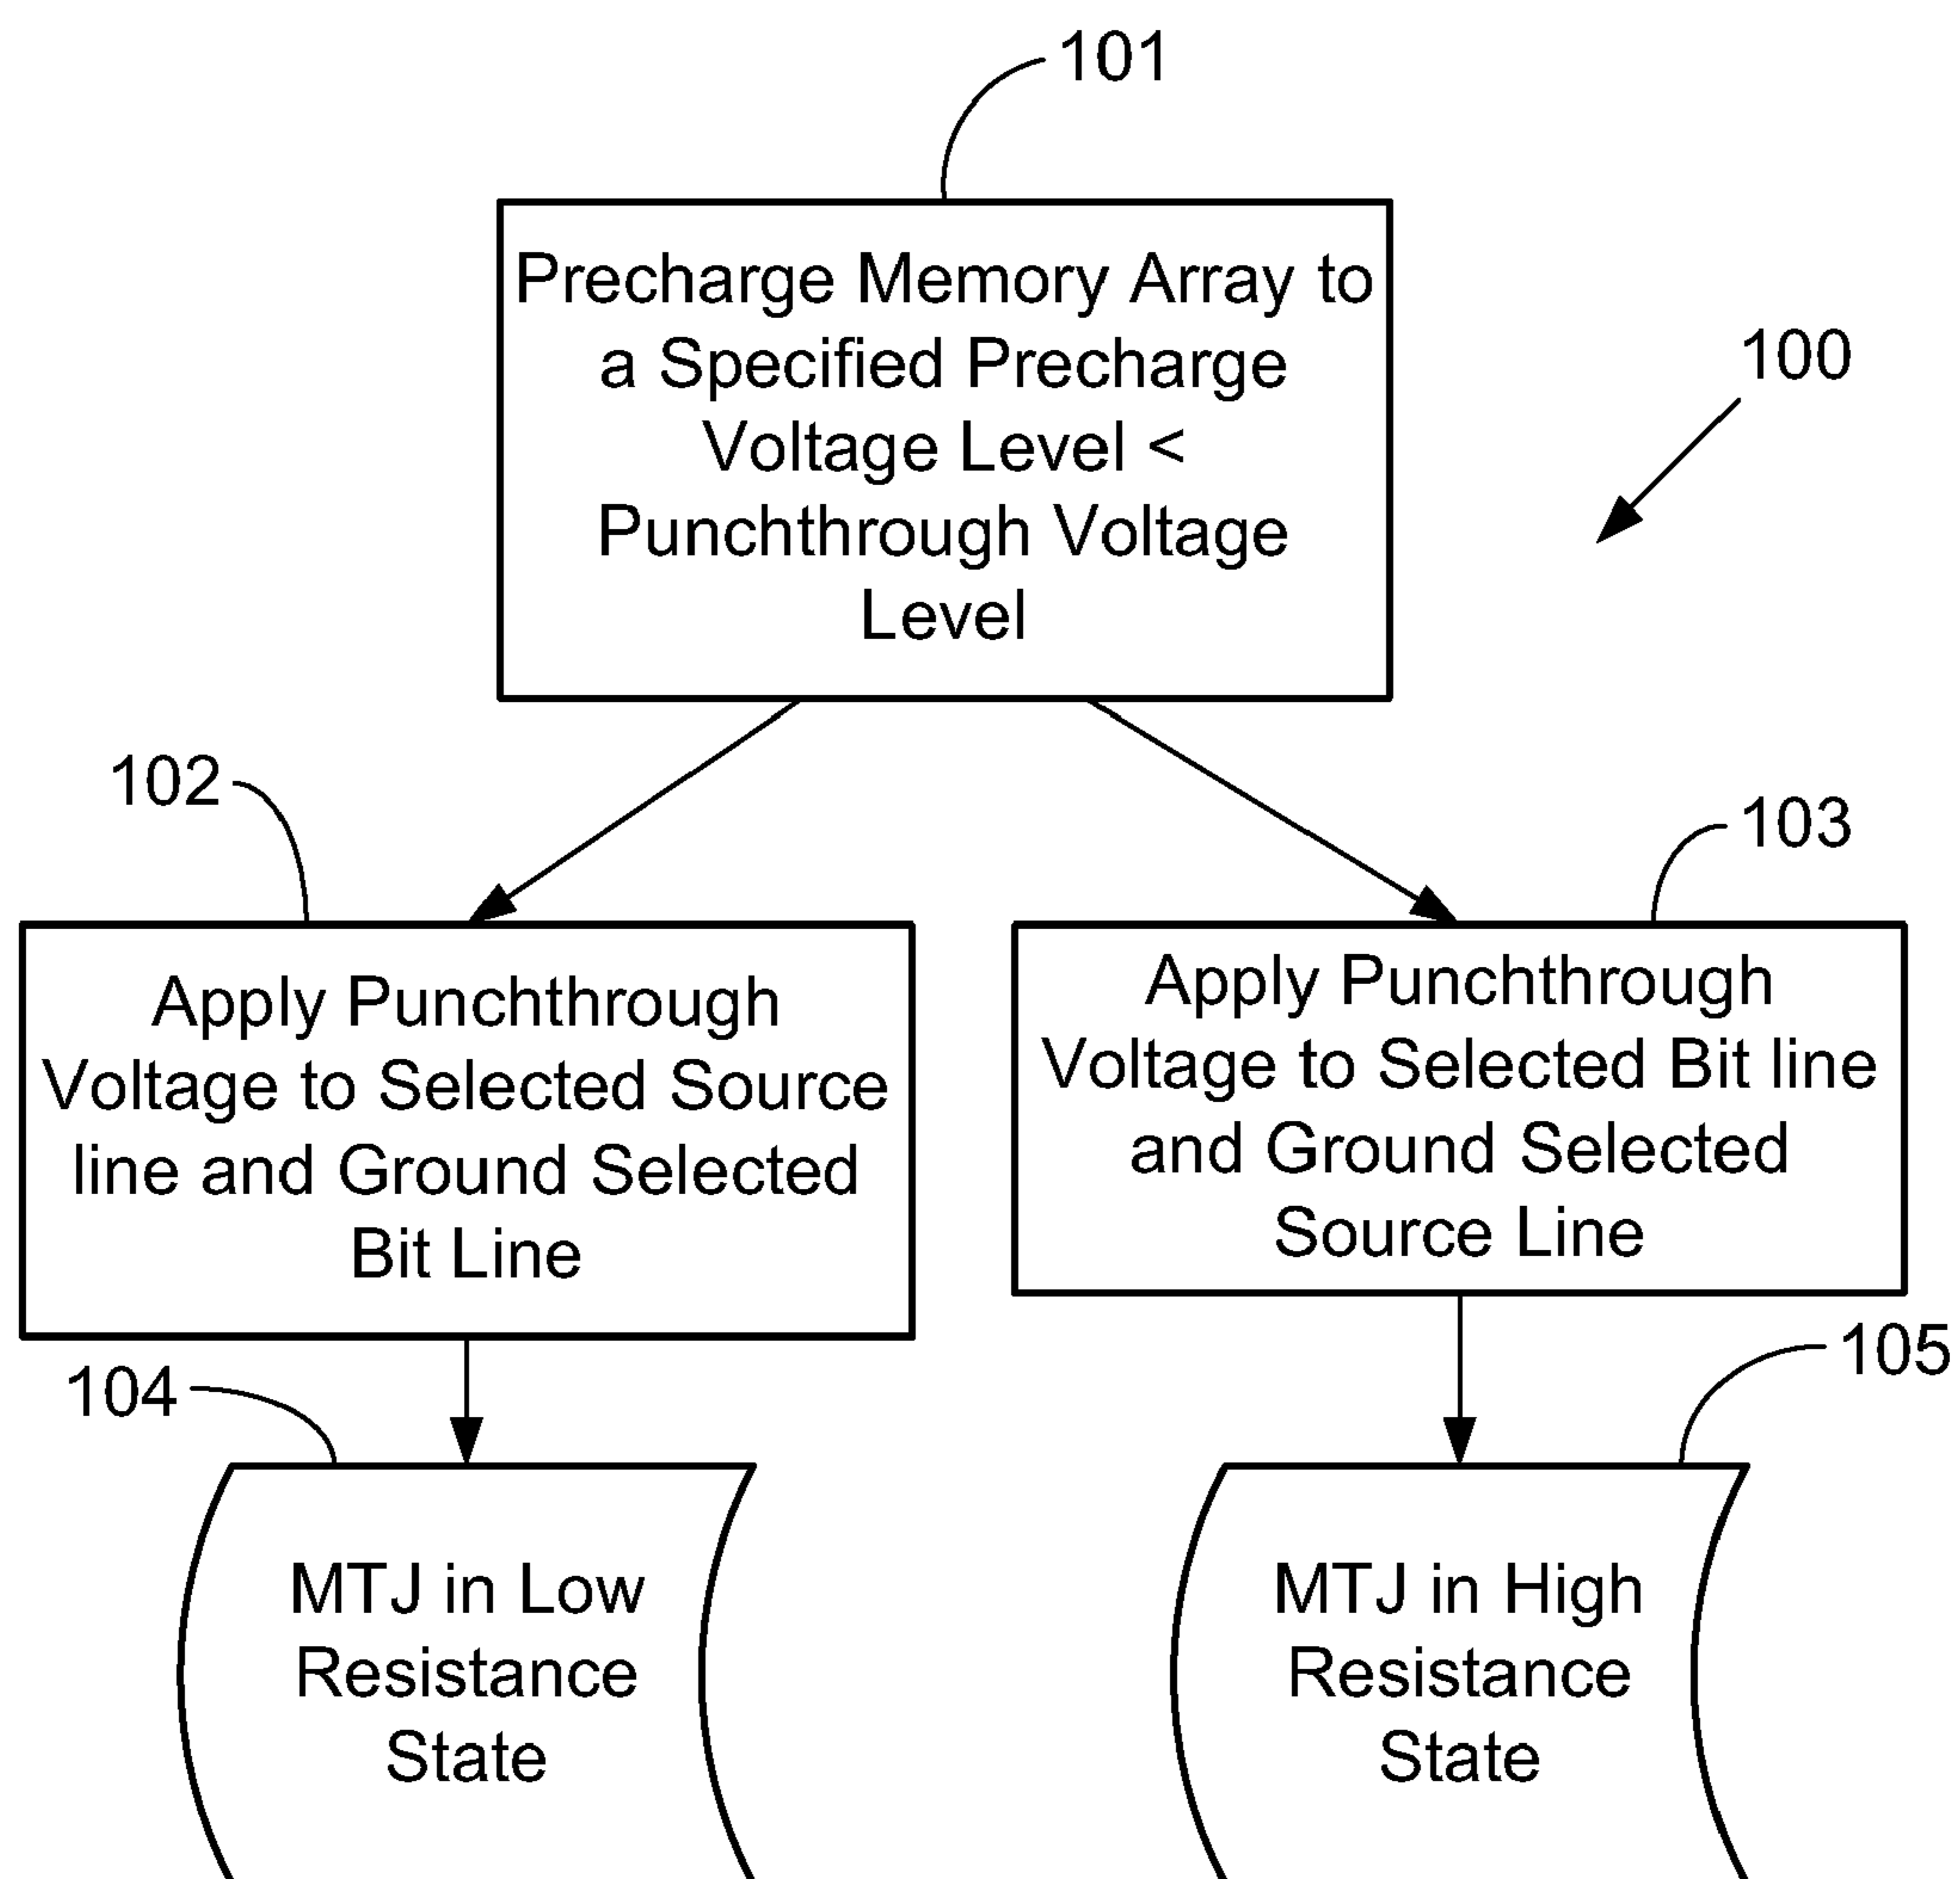 101
Precharge Memory Array to
a Specified Precharge
Voltage Level <
Punchthrough Voltage
Level
100
102
Apply Punchthrough
Voltage to Selected Source
line and Ground Selected
Bit Line
103
Apply Punchthrough
Voltage to Selected Bit line
and Ground Selected
Source Line
104
MTJ in Low
Resistance
State
105
MTJ in High
Resistance
State